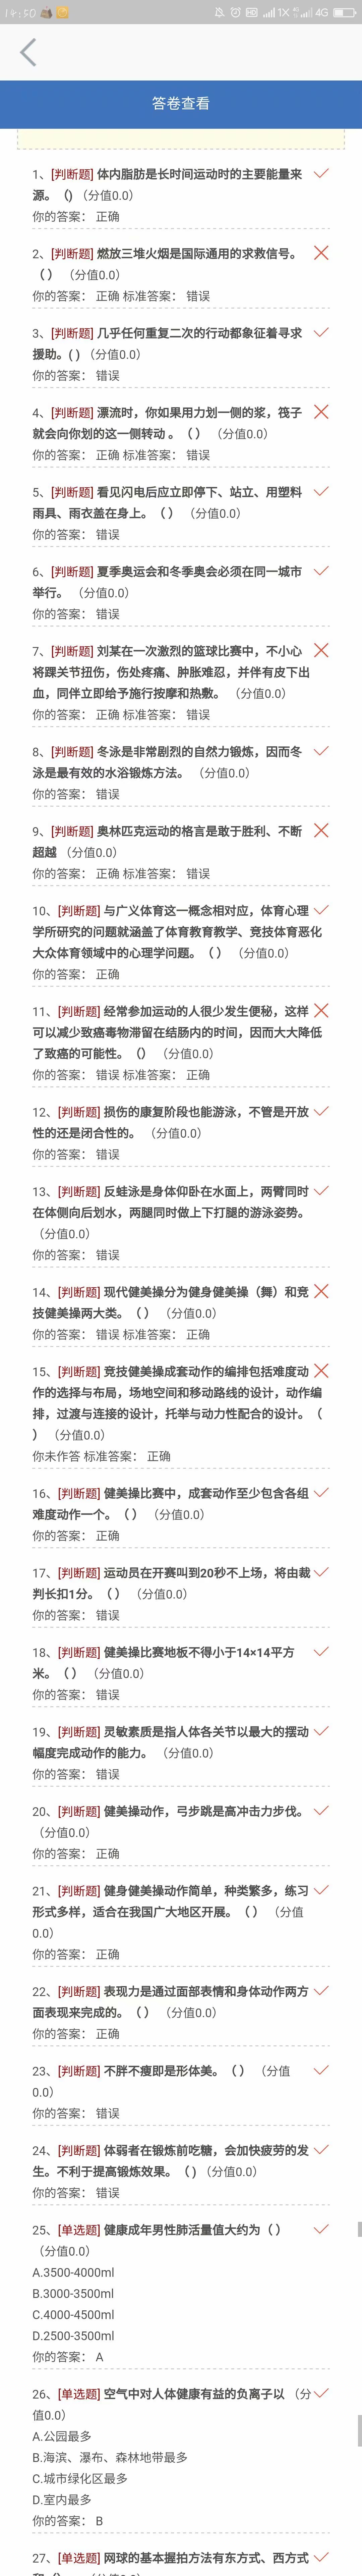 14:50
1X 4G
答卷查看
1、[判断题] 体内脂肪是长时间运动时的主要能量来
源。 () （分值0.0）
你的答案： 正确
2、[判断题] 燃放三堆火烟是国际通用的求救信号。
（ ） （分值0.0）
你的答案： 正确 标准答案： 错误
3、[判断题] 几乎任何重复二次的行动都象征着寻求
援助。( ) （分值0.0）
你的答案： 错误
4、[判断题] 漂流时，你如果用力划一侧的桨，筏子
就会向你划的这一侧转动 。（ ） （分值0.0）
你的答案： 正确 标准答案： 错误
5、[判断题] 看见闪电后应立即停下、站立、用塑料
雨具、雨衣盖在身上。（ ） （分值0.0）
你的答案： 错误
6、[判断题] 夏季奥运会和冬季奥会必须在同一城市
举行。 （分值0.0）
你的答案： 错误
7、[判断题] 刘某在一次激烈的篮球比赛中，不小心
将踝关节扭伤，伤处疼痛、肿胀难忍，并伴有皮下出
血，同伴立即给予施行按摩和热敷。 （分值0.0）
你的答案： 正确 标准答案： 错误
8、[判断题] 冬泳是非常剧烈的自然力锻炼，因而冬
泳是最有效的水浴锻炼方法。 （分值0.0）
你的答案： 错误
9、[判断题] 奥林匹克运动的格言是敢于胜利、不断
超越 （分值0.0）
你的答案： 正确 标准答案： 错误
10、[判断题] 与广义体育这一概念相对应，体育心理
学所研究的问题就涵盖了体育教育教学、竞技体育恶化
大众体育领域中的心理学问题。（ ） （分值0.0）
你的答案： 正确
11、[判断题] 经常参加运动的人很少发生便秘，这样
可以减少致癌毒物滞留在结肠内的时间，因而大大降低
了致癌的可能性。 （） （分值0.0）
你的答案： 错误 标准答案： 正确
12、[判断题] 损伤的康复阶段也能游泳，不管是开放
性的还是闭合性的。 （分值0.0）
你的答案： 错误
13、[判断题] 反蛙泳是身体仰卧在水面上，两臂同时
在体侧向后划水，两腿同时做上下打腿的游泳姿势。
（分值0.0）
你的答案： 错误
14、[判断题] 现代健美操分为健身健美操（舞）和竞
技健美操两大类。（ ） （分值0.0）
你的答案： 错误 标准答案： 正确
15、[判断题] 竞技健美操成套动作的编排包括难度动
作的选择与布局，场地空间和移动路线的设计，动作编
排，过渡与连接的设计，托举与动力性配合的设计。（
） （分值0.0）
你未作答 标准答案： 正确
16、[判断题] 健美操比赛中，成套动作至少包含各组
难度动作一个。（ ） （分值0.0）
你的答案： 正确
17、[判断题] 运动员在开赛叫到20秒不上场，将由裁
判长扣1分。（ ） （分值0.0）
你的答案： 错误
18、[判断题] 健美操比赛地板不得小于14×14平方
米。（ ） （分值0.0）
你的答案： 错误
19、[判断题] 灵敏素质是指人体各关节以最大的摆动
幅度完成动作的能力。 （分值0.0）
你的答案： 错误
20、[判断题] 健美操动作，弓步跳是高冲击力步伐。
（分值0.0）
你的答案： 正确
21、[判断题] 健身健美操动作简单，种类繁多，练习
形式多样，适合在我国广大地区开展。（ ） （分值
0.0）
你的答案： 正确
22、[判断题] 表现力是通过面部表情和身体动作两方
面表现来完成的。（ ） （分值0.0）
你的答案： 正确
23、[判断题] 不胖不瘦即是形体美。（ ） （分值
0.0）
你的答案： 错误
24、[判断题] 体弱者在锻炼前吃糖，会加快疲劳的发
生。不利于提高锻炼效果。（ ) （分值0.0）
你的答案： 错误
25、[单选题] 健康成年男性肺活量值大约为（ ）
（分值0.0）
A.3500-4000ml
B.3000-3500ml
C.4000-4500ml
D.2500-3500ml
你的答案： A
26、[单选题] 空气中对人体健康有益的负离子以 （分
值0.0）
A.公园最多
B.海滨、瀑布、森林地带最多
C.城市绿化区最多
D.室内最多
你的答案： B
27、[单选题] 网球的基本握拍方法有东方式、西方式